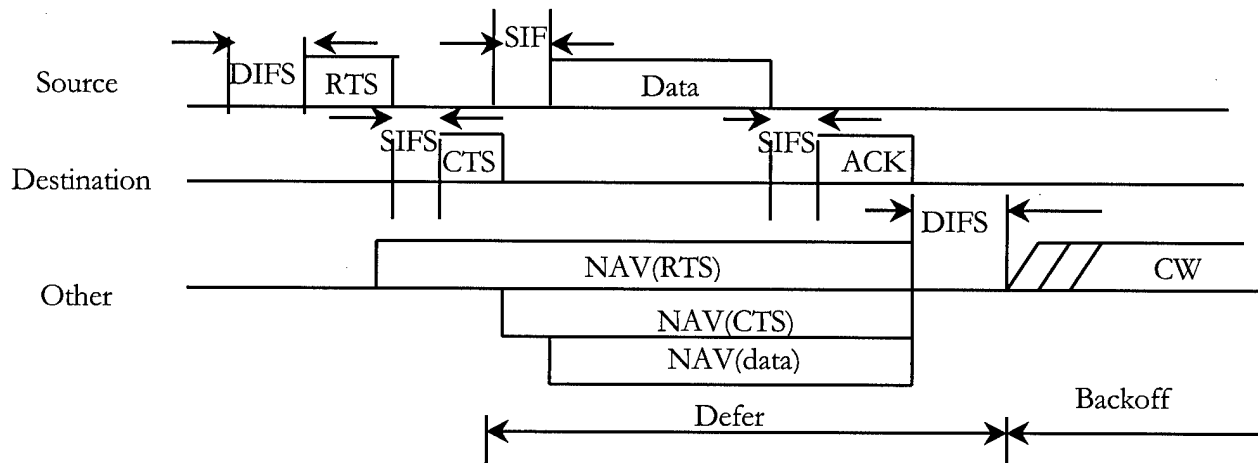 SIF
Source
DIFS
RTS
Data
SIFS
CTS
SIFS
ACK
Destination
DIFS
NAV(RTS)
CW
Other
NAV(CTS)
NAV(data)
Defer
Backoff